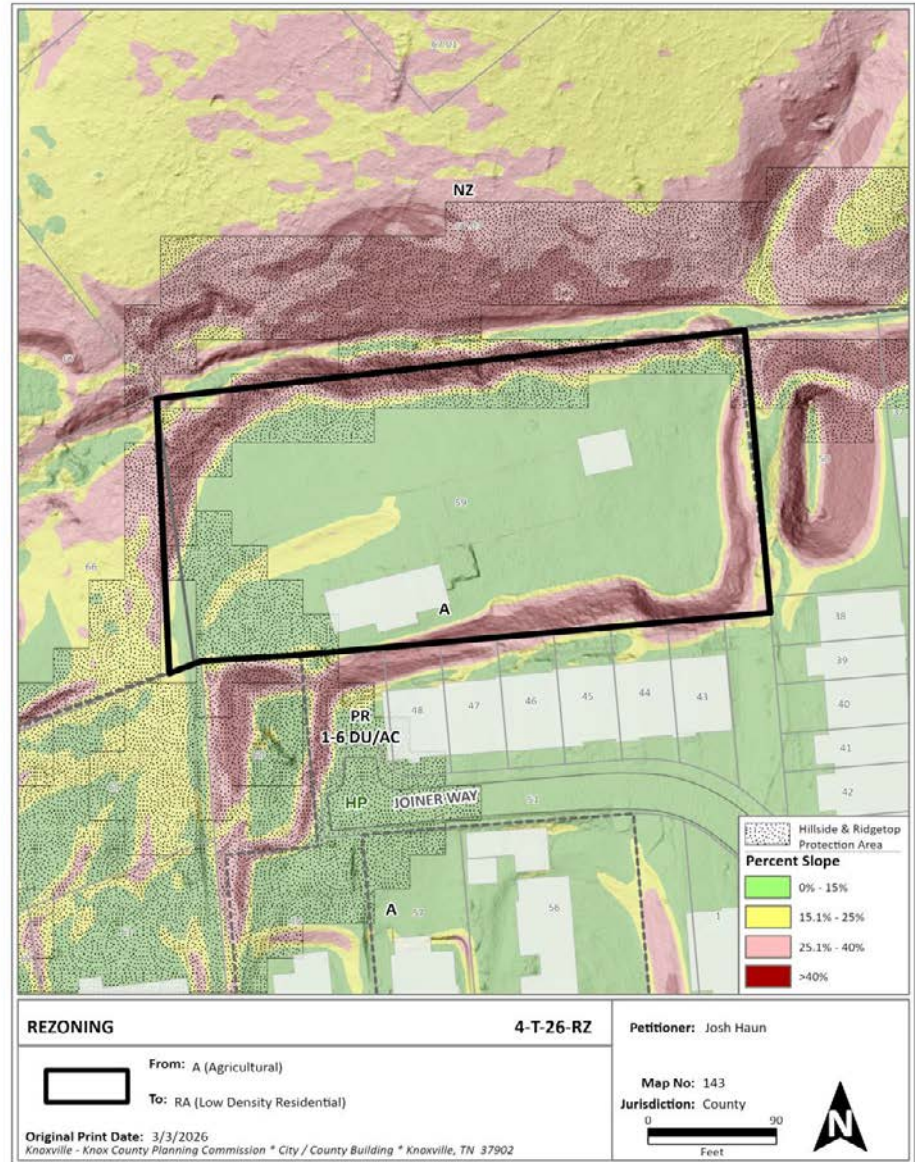 NZ
59
A
38
39
48
47
46
45
44
43
40
41
42
PR
1-6 DU/AC
HP
JOINER WAY
51
A
57
56
1
Hillside & Ridgetop
Protection Area
Percent Slope
0% - 15%
15.1% - 25%
25.1% - 40%
>40%
REZONING
4-T-26-RZ
From: A (Agricultural)
To: RA (Low Density Residential)
Original Print Date: 3/3/2026
Knoxville - Knox County Planning Commission * City / County Building * Knoxville, TN 37902
Petitioner: Josh Haun
Map No: 143
Jurisdiction: County
0 90
Feet
N